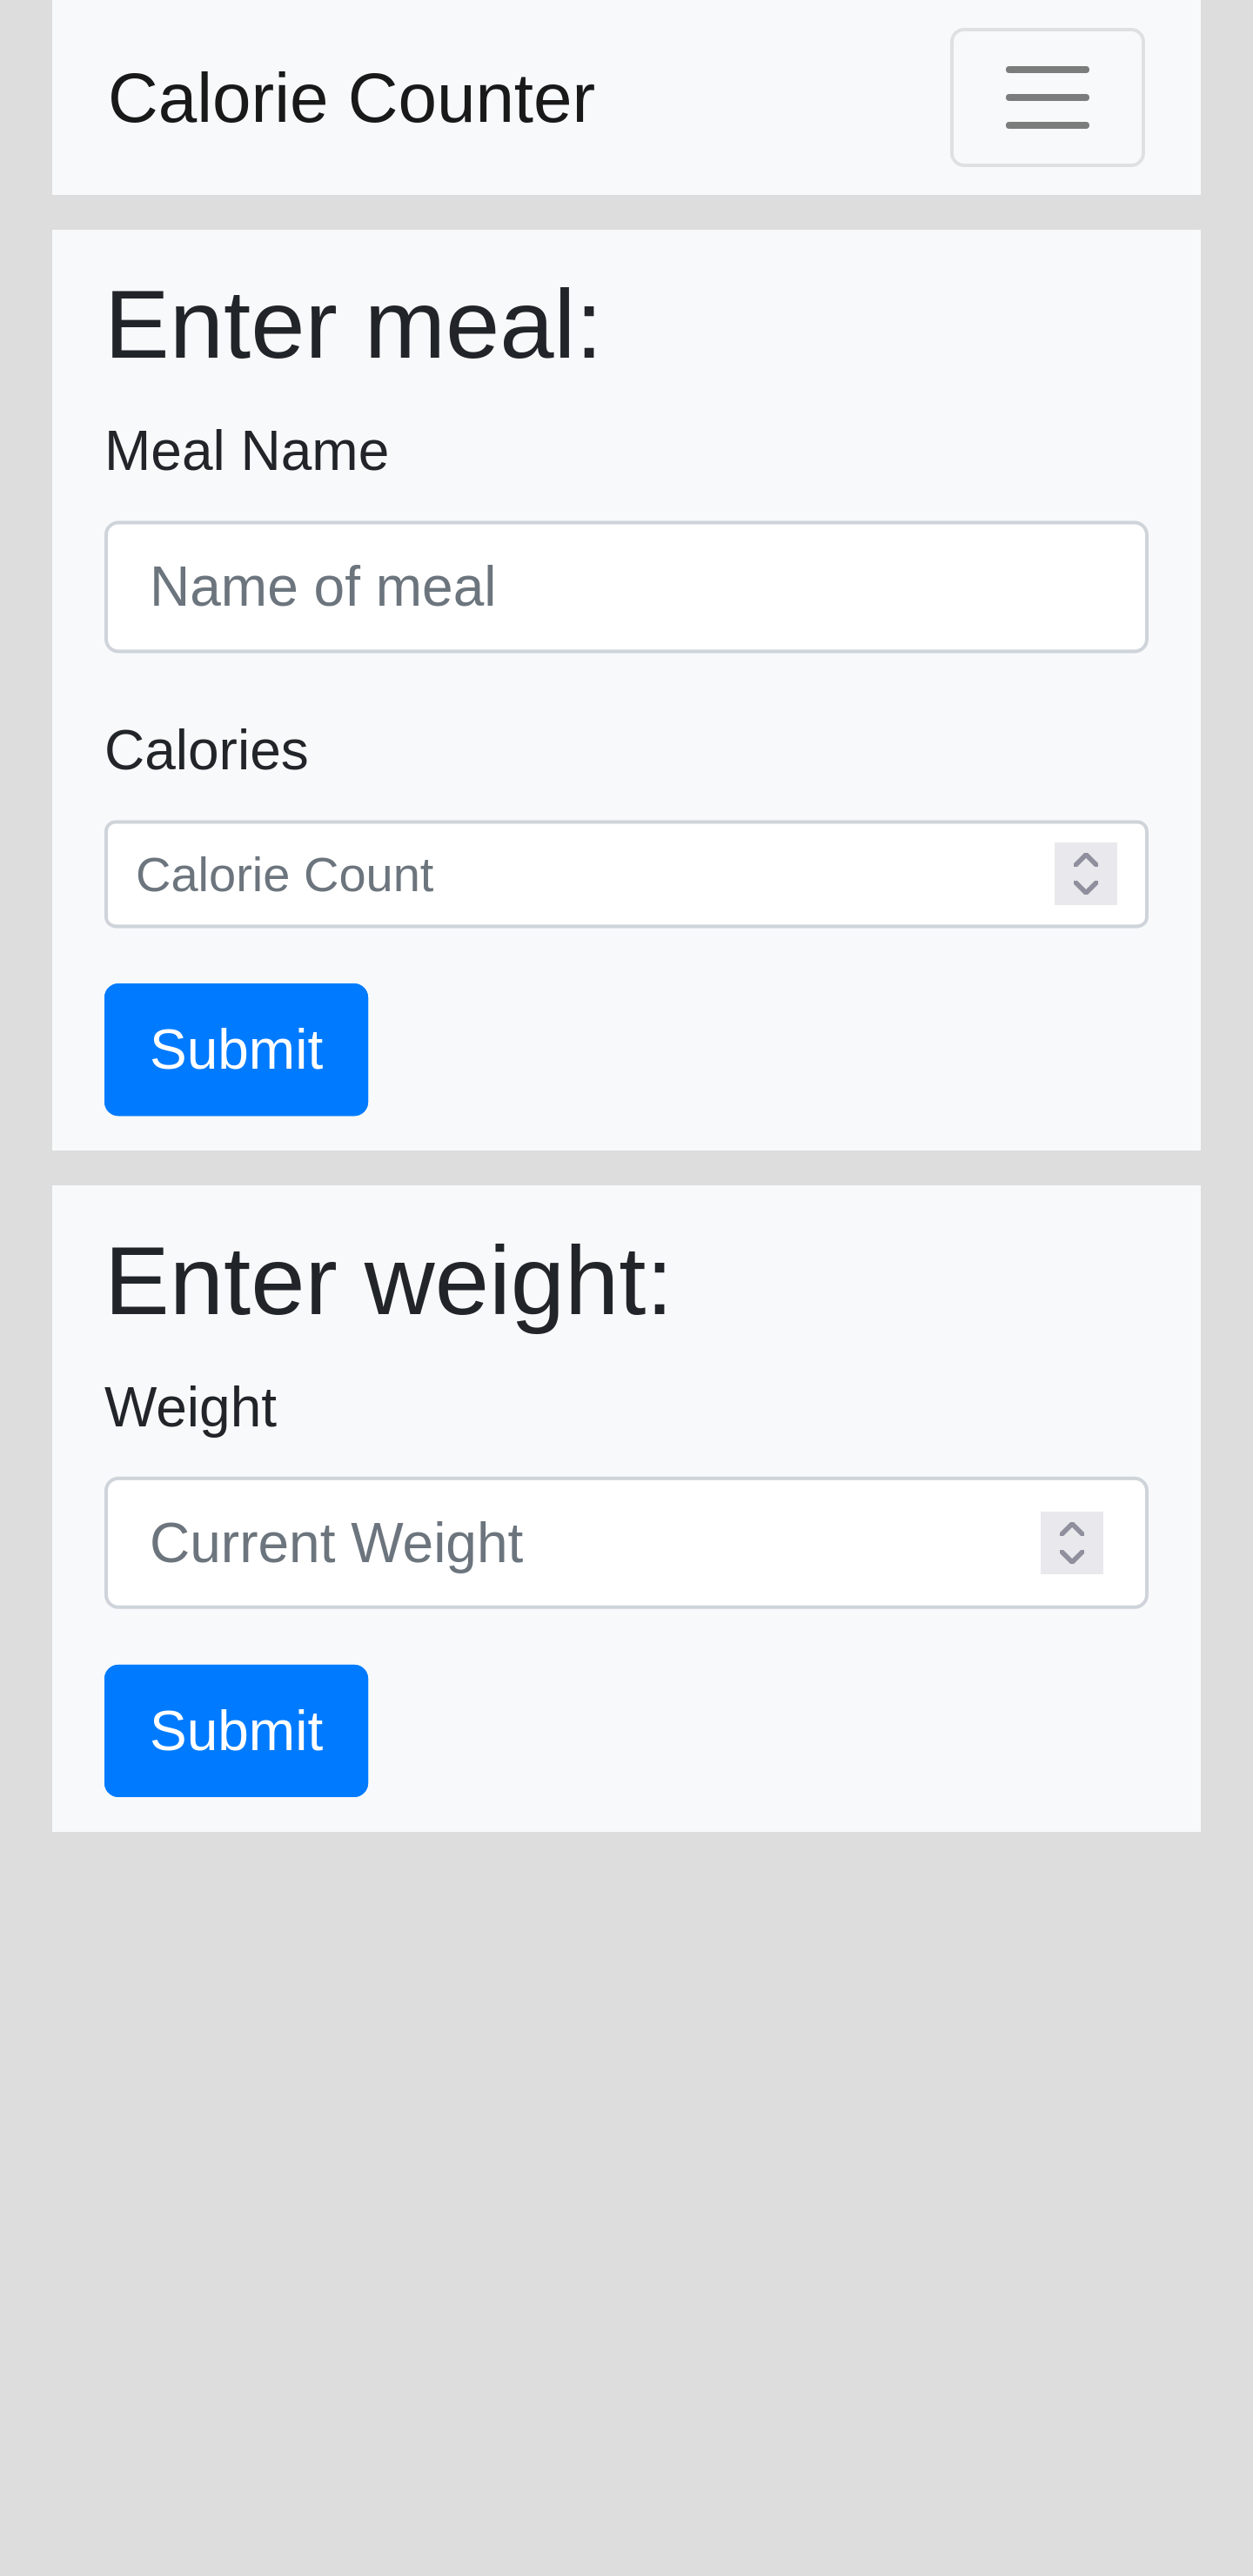 Calorie Counter
Enter meal:
Meal Name
Name of meal
Calories
Calorie Count
Submit
Enter weight:
Weight
Current Weight
Submit